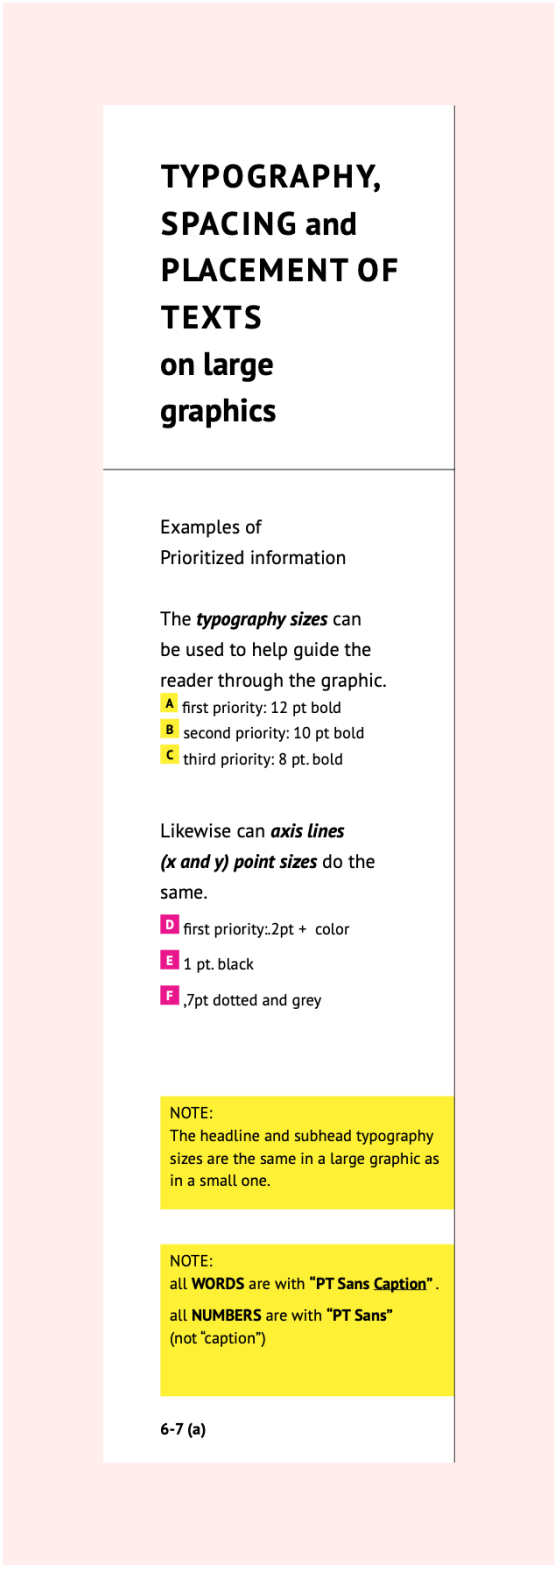 TYPOGRAPHY,
SPACING and
PLACEMENT OF
TEXTS
on large
graphics
Examples of
Prioritized information
The typography sizes can
be used to help guide the
reader through the graphic.
A first priority: 12 pt bold
B second priority: 10 pt bold
C third priority: 8 pt. bold
Likewise can axis lines
(x and y) point sizes do the
same.
D first priority:.2pt + color
E 1 pt. black
F ,7pt dotted and grey
NOTE:
The headline and subhead typography
sizes are the same in a large graphic as
in a small one.
NOTE:
all WORDS are with “PT Sans Caption” .
all NUMBERS are with “PT Sans”
(not “caption”)
6-7 (a)